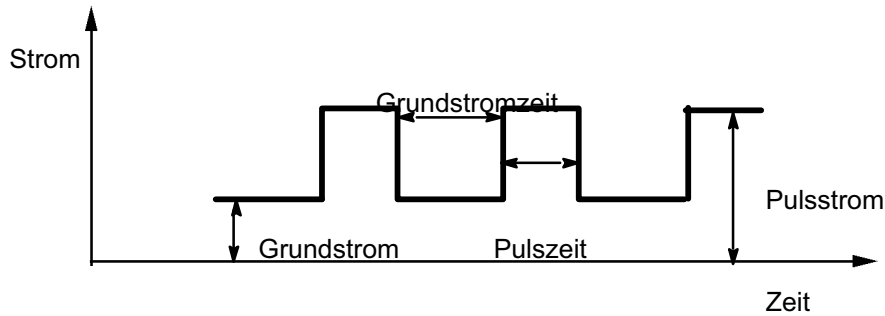 Strom
Grundstromzeit
Pulsstrom
Grundstrom
Pulszeit
Zeit